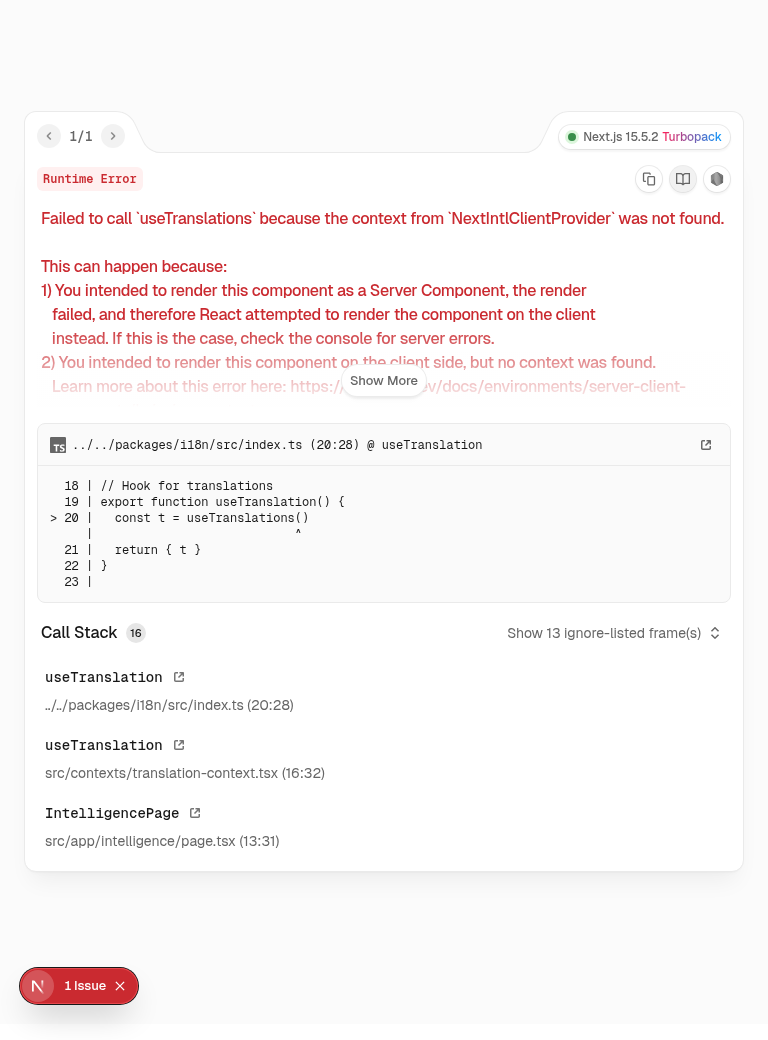 1/1
Next.js 15.5.2 Turbopack
Runtime Error
Failed to call `useTranslations` because the context from `NextIntlClientProvider` was not found.
This can happen because:
1) You intended to render this component as a Server Component, the render
failed, and therefore React attempted to render the component on the client
instead. If this is the case, check the console for server errors.
2) You intended to render this component on the client side, but no context was found.
Learn more about this error here: https:/ ev/docs/environments/server-client-
Show More
TS ../../packages/i18n/src/index.ts (20:28) @ useTranslation
18 | // Hook for translations
19 | export function useTranslation() {
> 20 |   const t = useTranslations()
|                            ^
21 |   return { t }
22 | }
23 |
Call Stack 16
Show 13 ignore-listed frame(s)
useTranslation
../../packages/i18n/src/index.ts (20:28)
useTranslation
src/contexts/translation-context.tsx (16:32)
IntelligencePage
src/app/intelligence/page.tsx (13:31)
N 1 Issue